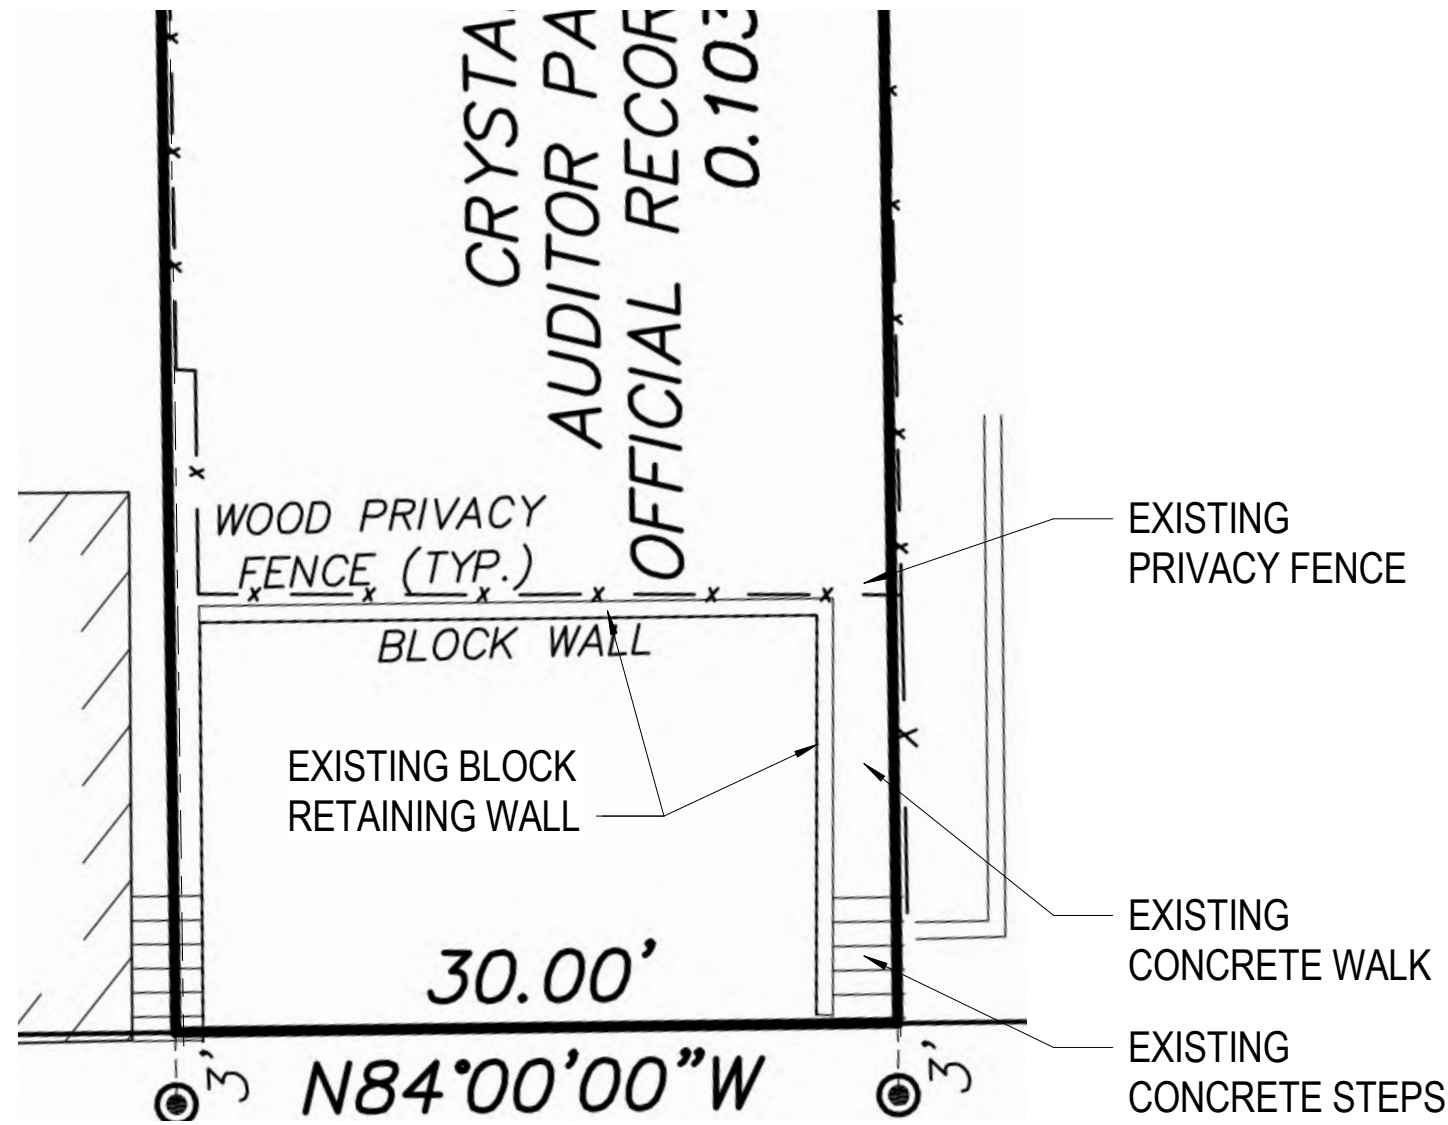 CRYSTA
AUDITOR PA
OFFICIAL RECOR
0.103
WOOD PRIVACY
FENCE (TYP.)
BLOCK WALL
EXISTING
PRIVACY FENCE
EXISTING BLOCK
RETAINING WALL
EXISTING
CONCRETE WALK
30.00'
EXISTING
CONCRETE STEPS
3'
N84°00'00"W
3'